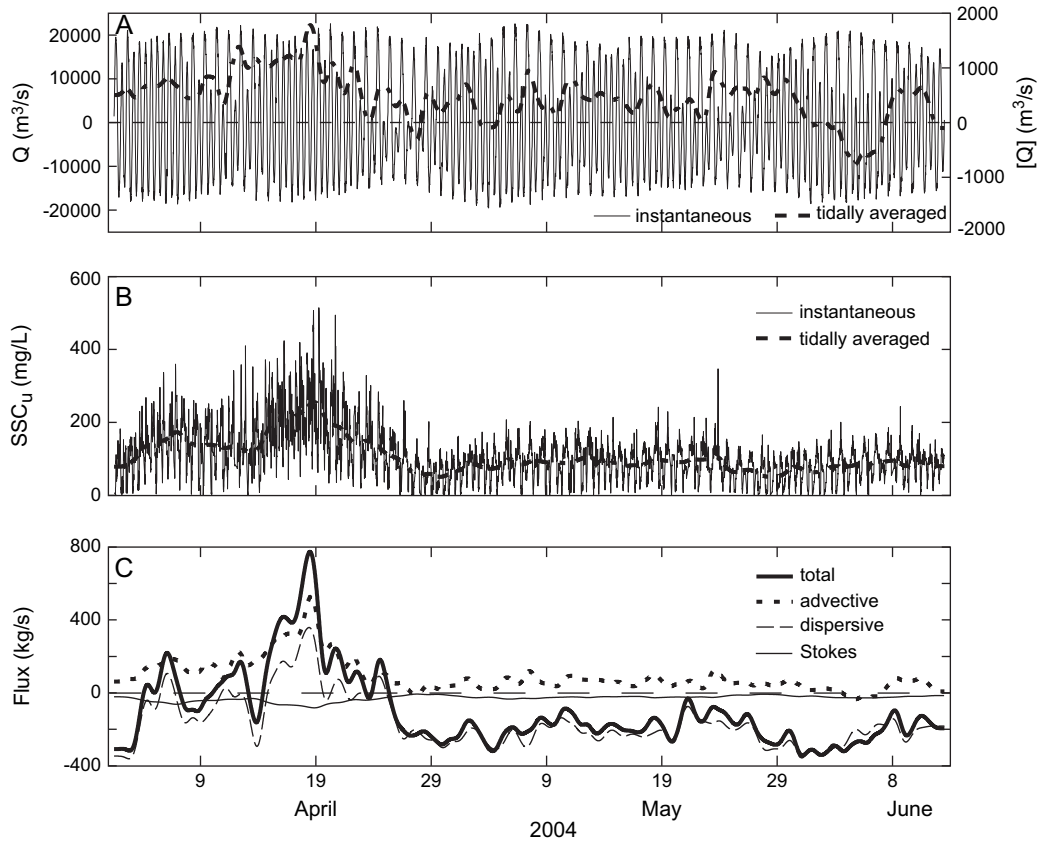 A
20000
10000
0
-10000
-20000
Q (m³/s)
2000
1000
0
-1000
-2000
[Q] (m³/s)
instantaneous
tidally averaged
B
600
400
200
0
SSCᵤ (mg/L)
instantaneous
tidally averaged
C
800
400
0
-400
Flux (kg/s)
total
advective
dispersive
Stokes
9 19 29 9 19 29 8
April May June
2004